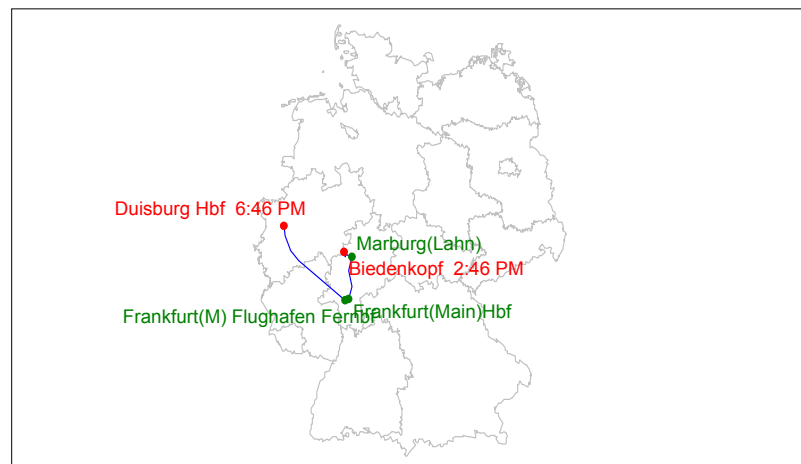 Duisburg Hbf 6:46 PM
Marburg(Lahn)
Biedenkopf 2:46 PM
Frankfurt(Main)Hbf
Frankfurt(M) Flughafen Fernbf